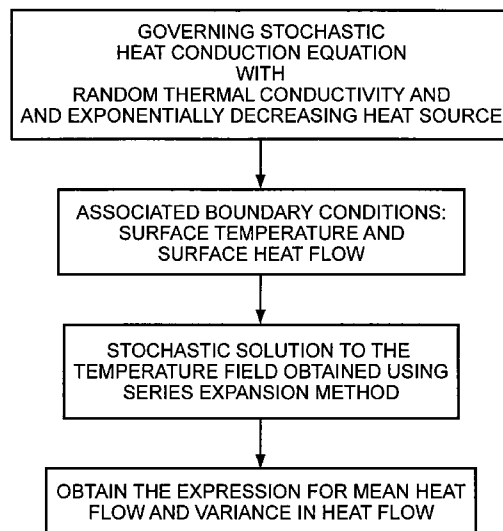 GOVERNING STOCHASTIC
HEAT CONDUCTION EQUATION
WITH
RANDOM THERMAL CONDUCTIVITY AND
AND EXPONENTIALLY DECREASING HEAT SOURCE
ASSOCIATED BOUNDARY CONDITIONS:
SURFACE TEMPERATURE AND
SURFACE HEAT FLOW
STOCHASTIC SOLUTION TO THE
TEMPERATURE FIELD OBTAINED USING
SERIES EXPANSION METHOD
OBTAIN THE EXPRESSION FOR MEAN HEAT
FLOW AND VARIANCE IN HEAT FLOW